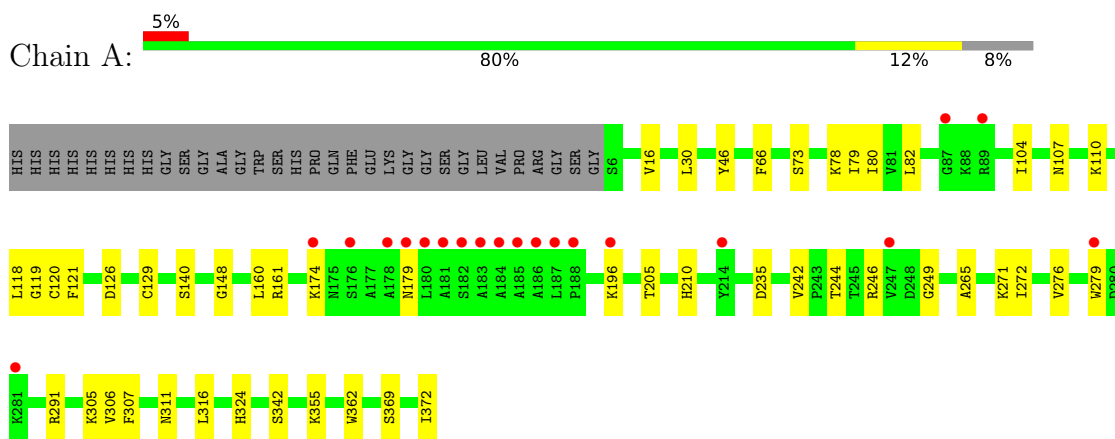 5%
Chain A:
80% 12% 8%
HIS HIS HIS HIS HIS HIS HIS HIS HIS HIS GLY SER GLY ALA GLY TRP SER HIS PRO GLN PHE GLU LYS GLY GLY SER GLY LEU VAL PRO ARG GLY SER GLY S6 V16 L30 Y46 F66 S73 K78 I79 I80 V81 L82 G87 K88 R89 I104 N107 K110
L118 G119 C120 F121 D126 C129 S140 G148 L160 R161 K174 N175 S176 A177 A178 N179 L180 A181 S182 A183 A184 A185 A186 L187 P188 K196 T205 H210 Y214 D235 V242 P243 T244 T245 R246 V247 D248 G249 A265 K271 I272 V276 W279
K281 R291 K305 V306 F307 N311 L316 H324 S342 K355 W362 S369 I372